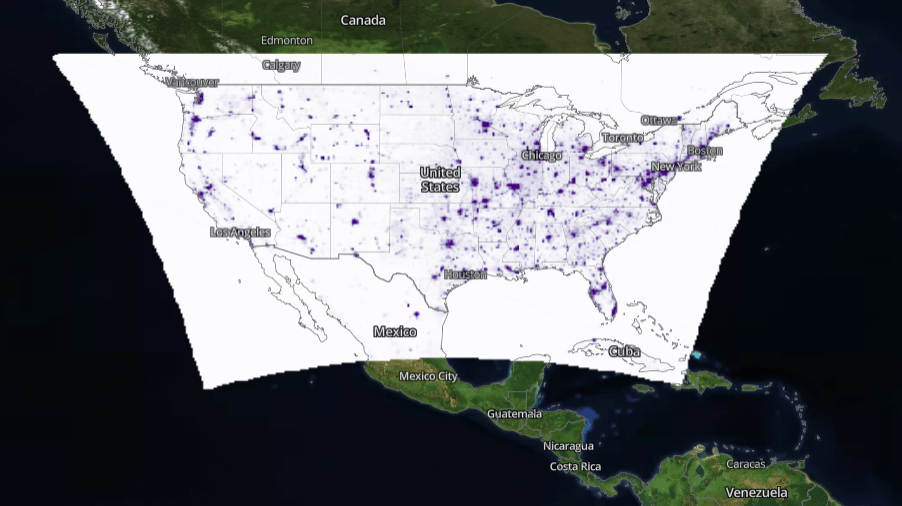 Canada
Edmonton
Calgary
Vancouver
Ottawa
Toronto
Boston
Chicago
New York
United
States
Los Angeles
Houston
Mexico
Cuba
Mexico City
Guatemala
Nicaragua
Costa Rica
Caracas
Venezuela